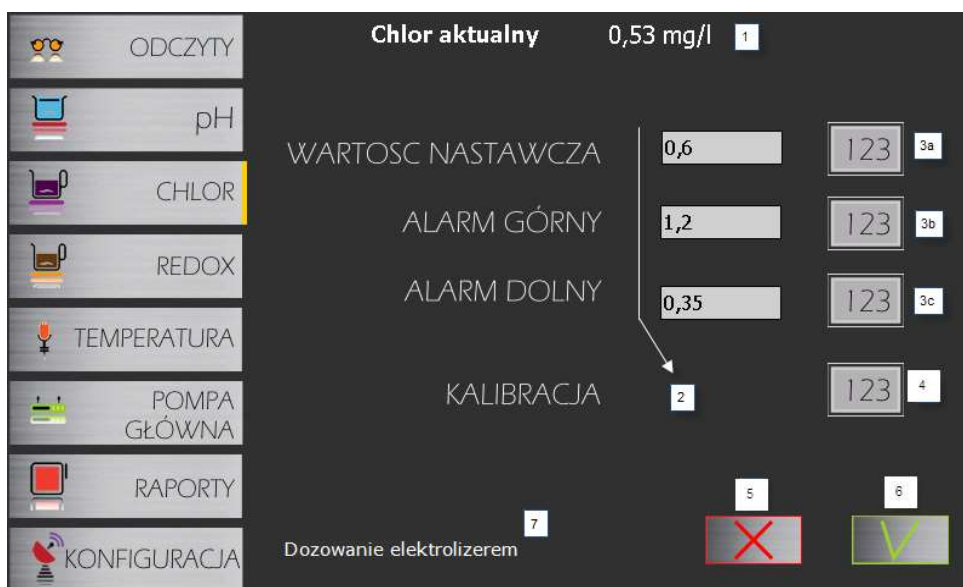 ODCZYTY
pH
CHLOR
REDOX
TEMPERATURA
POMPA
GŁÓWNA
RAPORTY
KONFIGURACJA
Chlor aktualny 0,53 mg/l 1
WARTOSC NASTAWCZA 0,6 123 3a
ALARM GÓRNY 1,2 123 3b
ALARM DOLNY 0,35 123 3c
KALIBRACJA 2 123 4
5 6
7
Dozowanie elektrolizerem